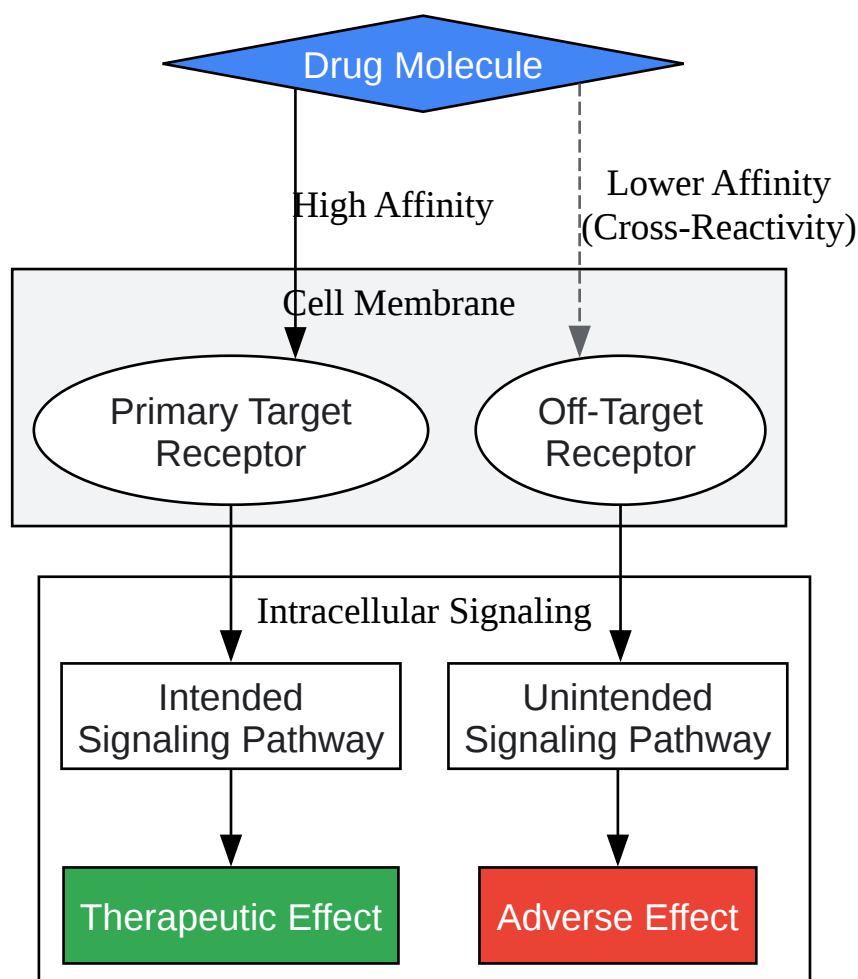 Drug Molecule
High Affinity
Lower Affinity
(Cross-Reactivity)
Cell Membrane
Primary Target
Receptor
Off-Target
Receptor
Intracellular Signaling
Intended
Signaling Pathway
Unintended
Signaling Pathway
Therapeutic Effect
Adverse Effect